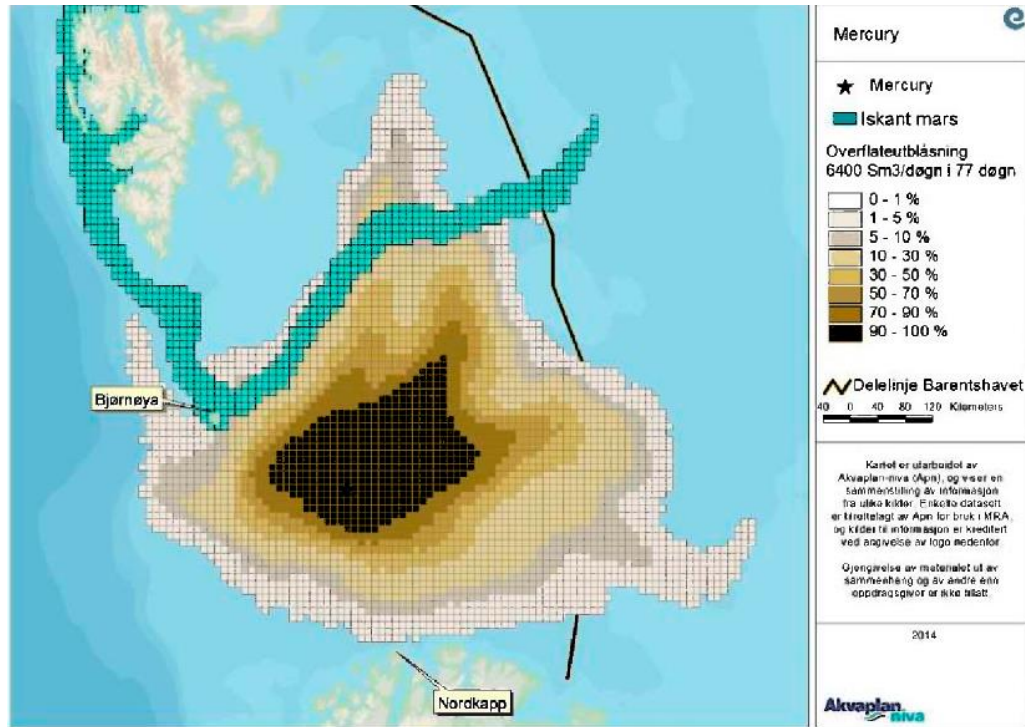 Bjørnøya
Nordkapp
Mercury
Mercury
Iskant mars
Overflateutblåsning
6400 Sm3/døgn i 77 døgn
0 - 1 %
1 - 5 %
5 - 10 %
10 - 30 %
30 - 50 %
50 - 70 %
70 - 90 %
90 - 100 %
Delelinje Barentshavet
40 0 40 80 120 Kilometers
Kartet er utarbeidet av
Akvaplan-niva (Apn), og viser en
sammenstilling av informasjon
fra ulike kilder. Enkelte datasett
er tilrettelagt av Apn for bruk i MRA,
og kilder til informasjon er kreditert
ved angivelse av logo nedenfor.
Gjengivelse av materialet ut av
sammenheng og av andre enn
oppdragsgiver er ikke tillatt.
2014
Akvaplan
niva